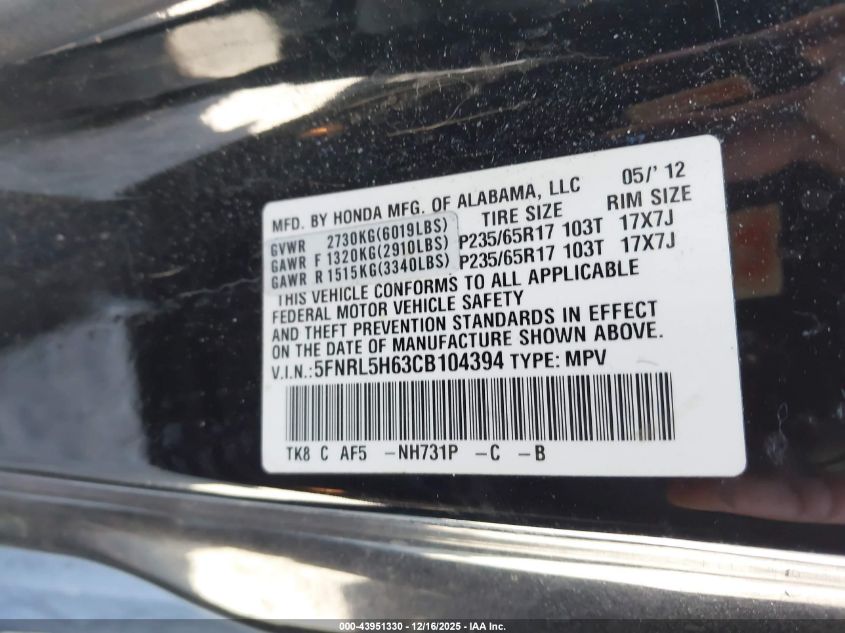 MFD. BY HONDA MFG. OF ALABAMA, LLC 05/' 12
TIRE SIZE RIM SIZE
GVWR 2730KG(6019LBS)
GAWR F 1320KG(2910LBS) P235/65R17 103T 17X7J
GAWR R 1515KG(3340LBS) P235/65R17 103T 17X7J
THIS VEHICLE CONFORMS TO ALL APPLICABLE
FEDERAL MOTOR VEHICLE SAFETY
AND THEFT PREVENTION STANDARDS IN EFFECT
ON THE DATE OF MANUFACTURE SHOWN ABOVE.
V.I.N.:5FNRL5H63CB104394 TYPE: MPV
TK8 C AF5 -NH731P -C -B
000-43951330 - 12/16/2025 - IAA Inc.